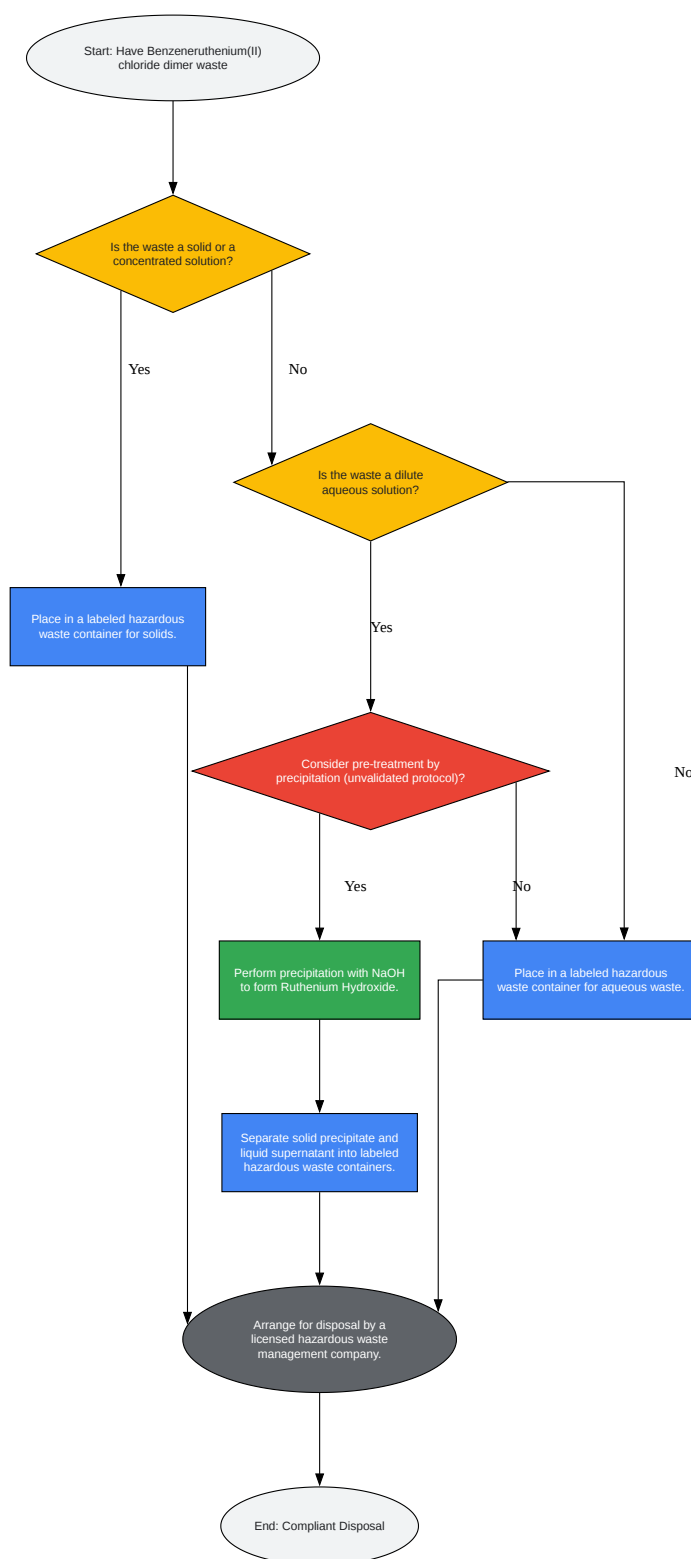 Start: Have Benzeneruthenium(II)
chloride dimer waste
Is the waste a solid or a
concentrated solution?
Yes
No
Is the waste a dilute
aqueous solution?
Place in a labeled hazardous
waste container for solids.
Yes
Consider pre-treatment by
precipitation (unvalidated protocol)?
No
Yes
No
Perform precipitation with NaOH
to form Ruthenium Hydroxide.
Place in a labeled hazardous
waste container for aqueous waste.
Separate solid precipitate and
liquid supernatant into labeled
hazardous waste containers.
Arrange for disposal by a
licensed hazardous waste
management company.
End: Compliant Disposal